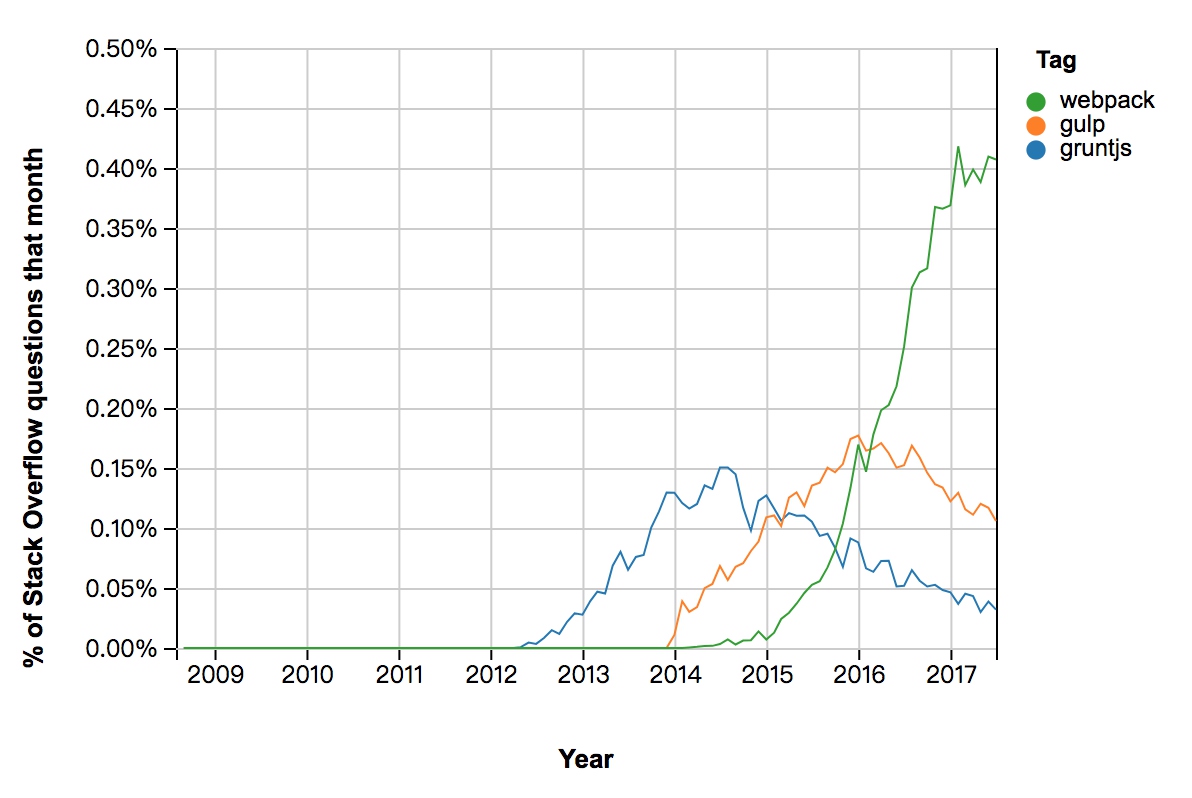 % of Stack Overflow questions that month
0.50%
0.45%
0.40%
0.35%
0.30%
0.25%
0.20%
0.15%
0.10%
0.05%
0.00%
2009 2010 2011 2012 2013 2014 2015 2016 2017
Year
Tag
webpack
gulp
gruntjs